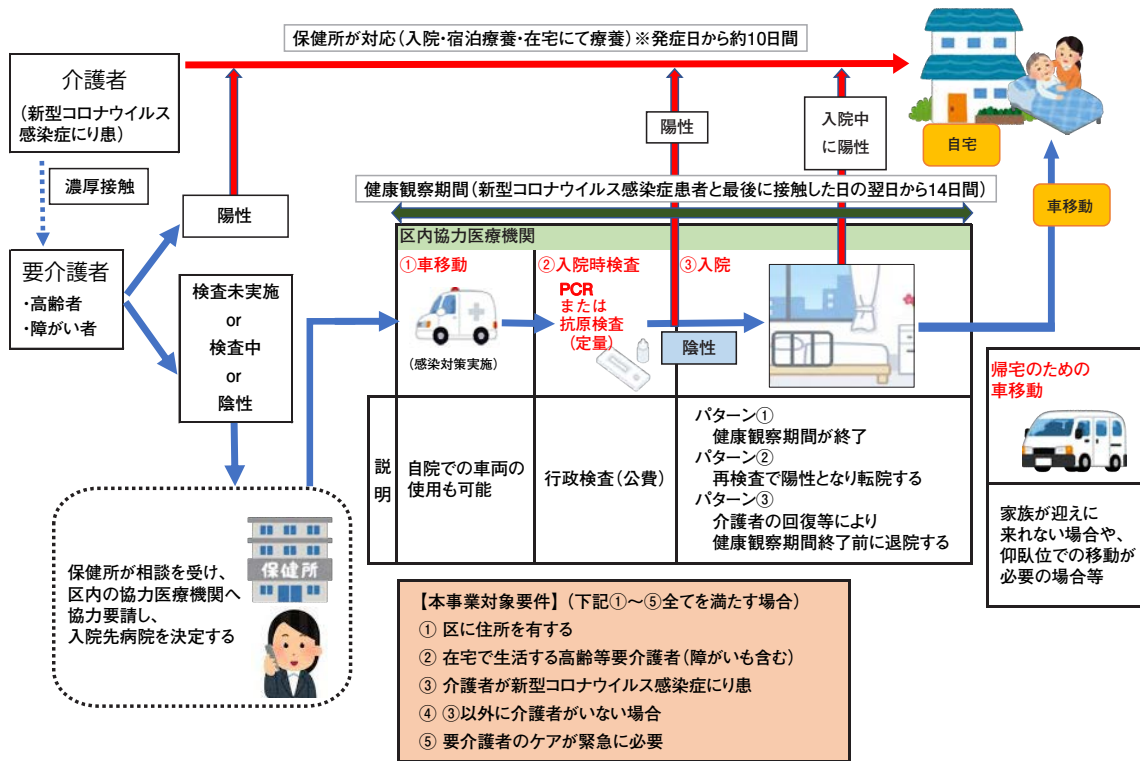 保健所が対応（入院・宿泊療養・在宅にて療養）※発症日から約10日間
介護者
（新型コロナウイルス
感染症にり患）
濃厚接触
陽性
陽性
入院中
に陽性
自宅
車移動
健康観察期間（新型コロナウイルス感染症患者と最後に接触した日の翌日から14日間）
要介護者
・高齢者
・障がい者
検査未実施
or
検査中
or
陰性
区内協力医療機関
①車移動
（感染対策実施）
②入院時検査
PCR
または
抗原検査
（定量）
③入院
陰性
説
明
自院での車両の
使用も可能
行政検査（公費）
パターン①
健康観察期間が終了
パターン②
再検査で陽性となり転院する
パターン③
介護者の回復等により
健康観察期間終了前に退院する
帰宅のための
車移動
家族が迎えに
来れない場合や、
仰臥位での移動が
必要の場合等
保健所
保健所が相談を受け、
区内の協力医療機関へ
協力要請し、
入院先病院を決定する
【本事業対象要件】（下記①～⑤全てを満たす場合）
① 区に住所を有する
② 在宅で生活する高齢等要介護者（障がいも含む）
③ 介護者が新型コロナウイルス感染症にり患
④ ③以外に介護者がいない場合
⑤ 要介護者のケアが緊急に必要